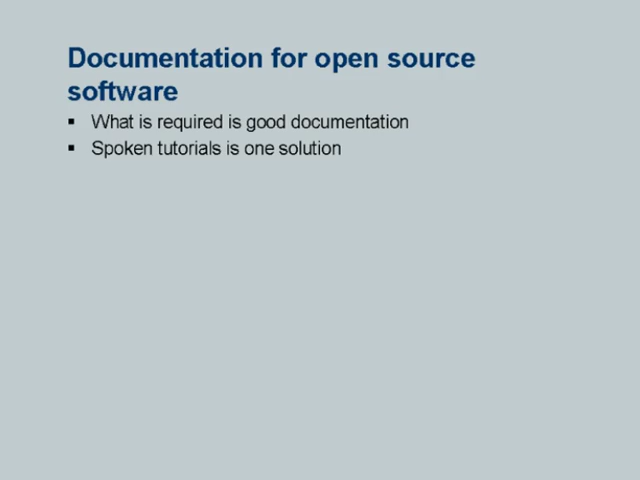 Documentation for open source
software
▪ What is required is good documentation
▪ Spoken tutorials is one solution